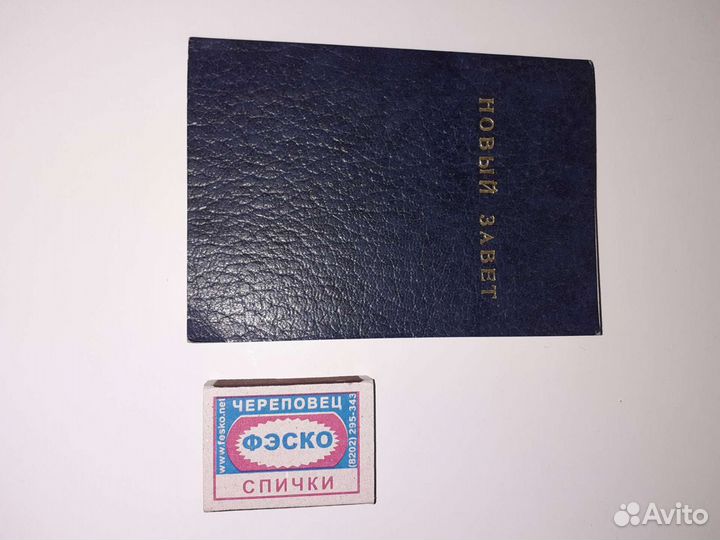 НОВЫЙ ЗАВЕТ
ЧЕРЕПОВЕЦ
www.fesko.net
ФЭСКО
(8202) 295-343
СПИЧКИ
Avito